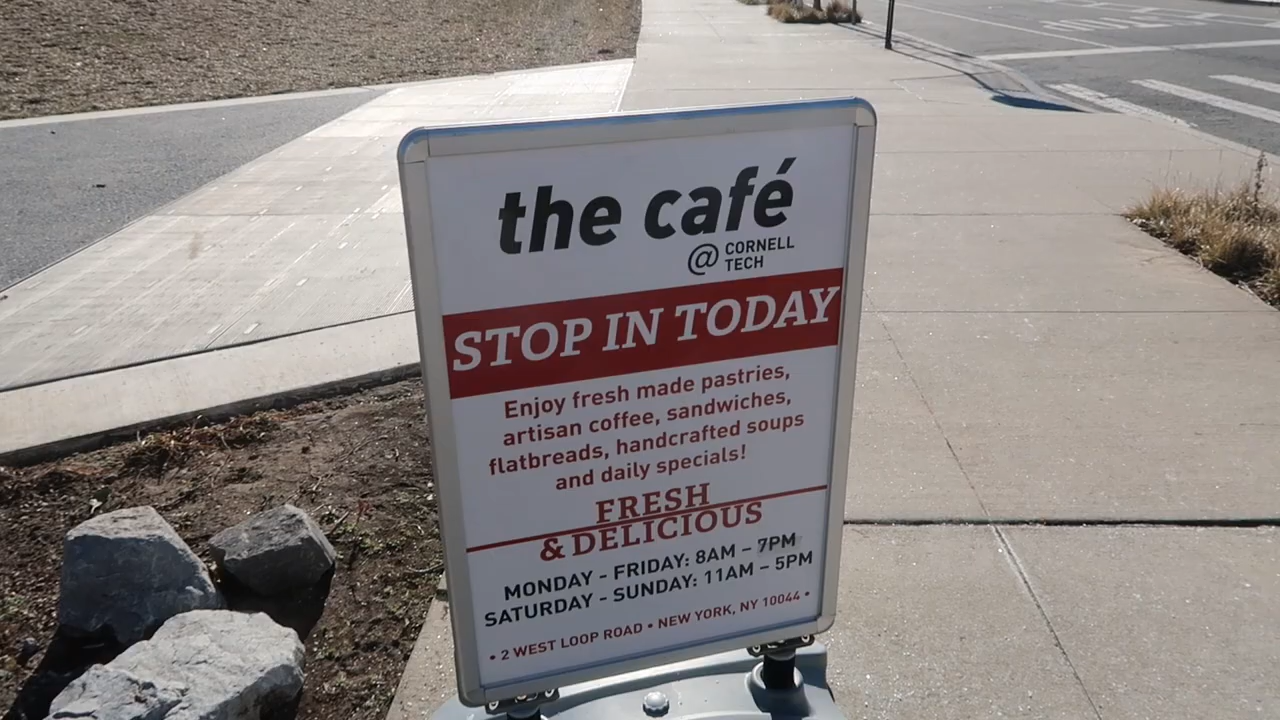 the café
@ CORNELL
TECH
STOP IN TODAY
Enjoy fresh made pastries,
artisan coffee, sandwiches,
flatbreads, handcrafted soups
and daily specials!
FRESH
& DELICIOUS
MONDAY - FRIDAY: 8AM – 7PM
SATURDAY - SUNDAY: 11AM – 5PM
• 2 WEST LOOP ROAD • NEW YORK, NY 10044 •